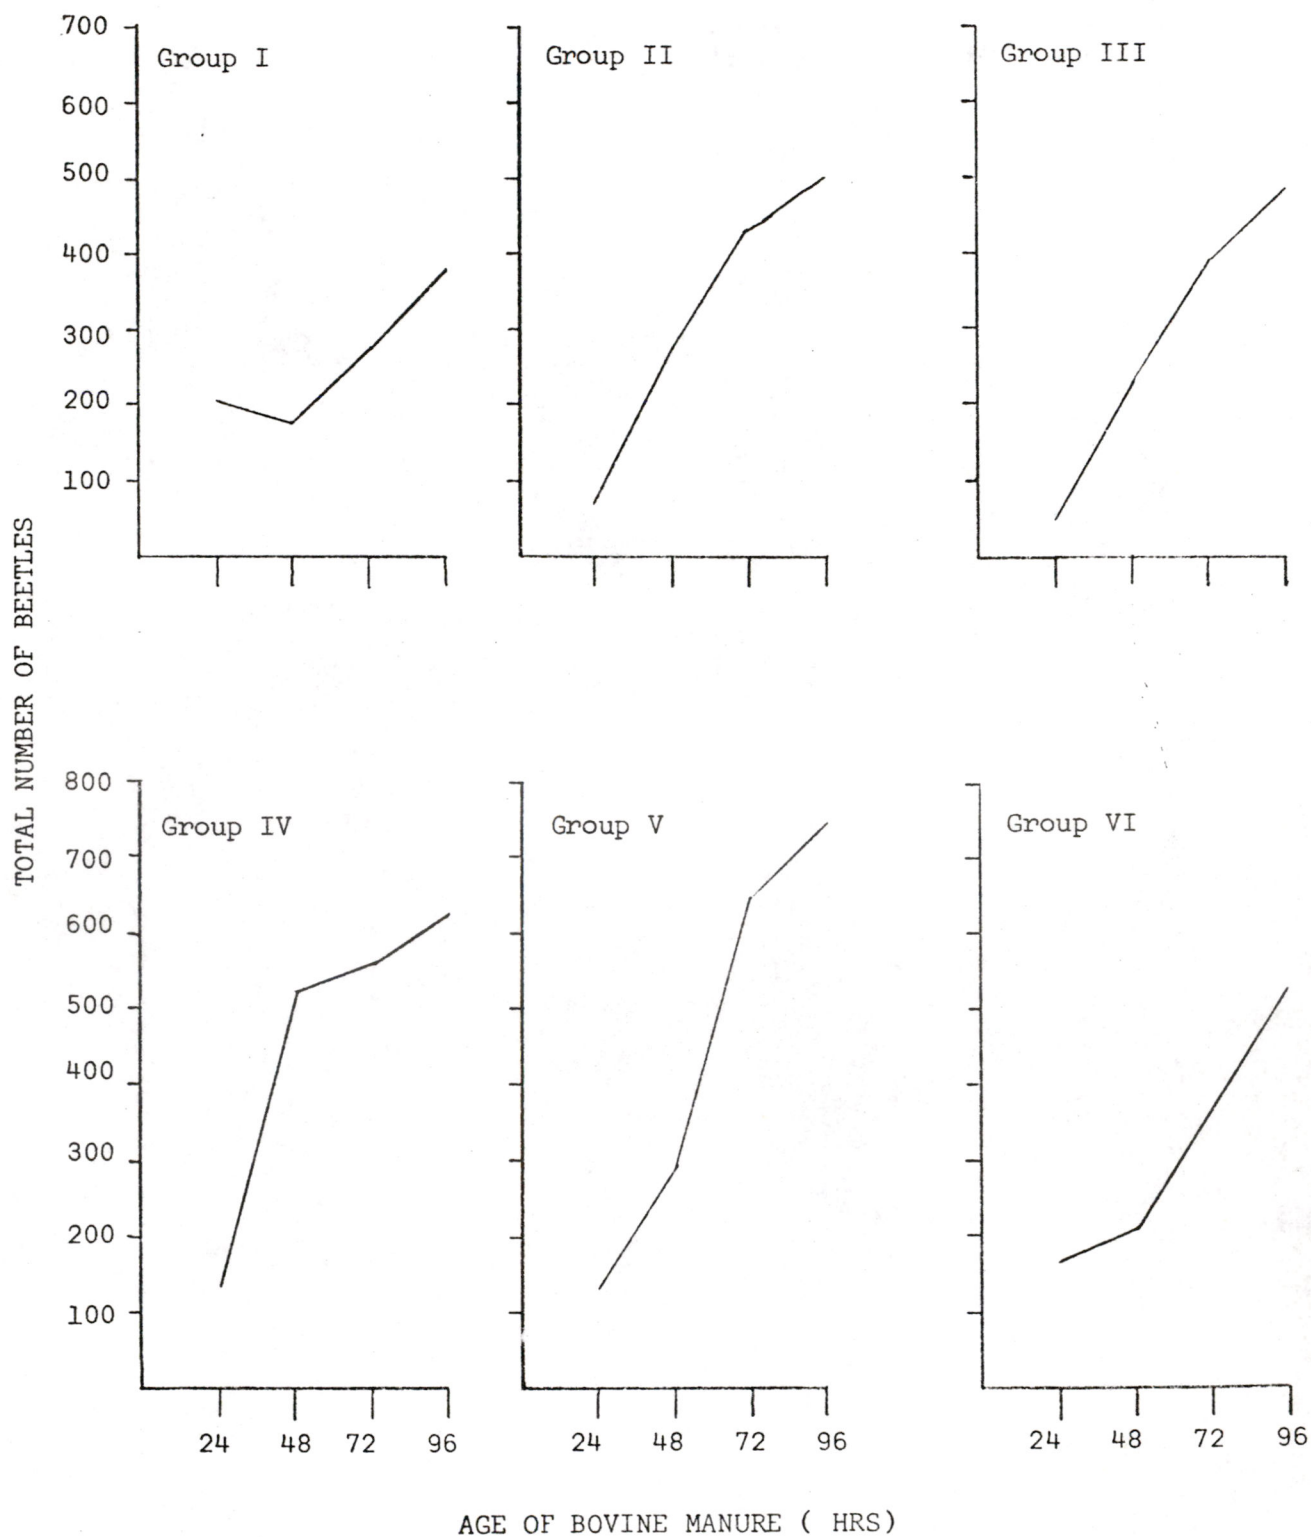 TOTAL NUMBER OF BEETLES
Group I
700
600
500
400
300
200
100
Group II
Group III
Group IV
800
700
600
500
400
300
200
100
24 48 72 96
Group V
24 48 72 96
Group VI
24 48 72 96
AGE OF BOVINE MANURE ( HRS)